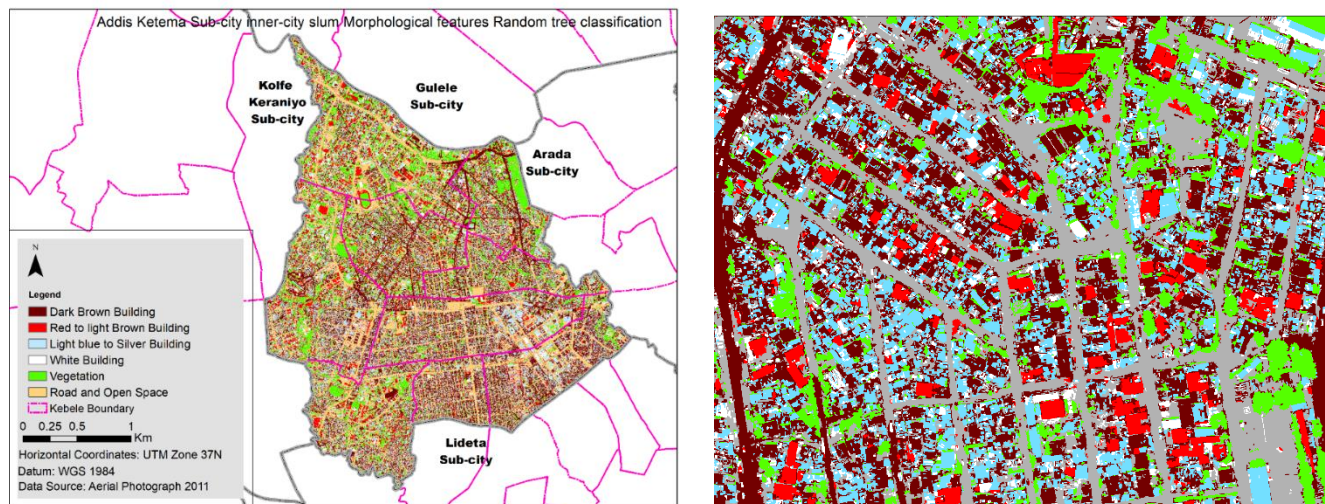 Addis Ketema Sub-city inner-city slum Morphological features Random tree classification
Kolfe
Keraniyo
Sub-city
Gulele
Sub-city
Arada
Sub-city
N
Legend
Dark Brown Building
Red to light Brown Building
Light blue to Silver Building
White Building
Vegetation
Road and Open Space
Kebele Boundary
0 0.25 0.5 1
Km
Horizontal Coordinates: UTM Zone 37N
Datum: WGS 1984
Data Source: Aerial Photograph 2011
Lideta
Sub-city